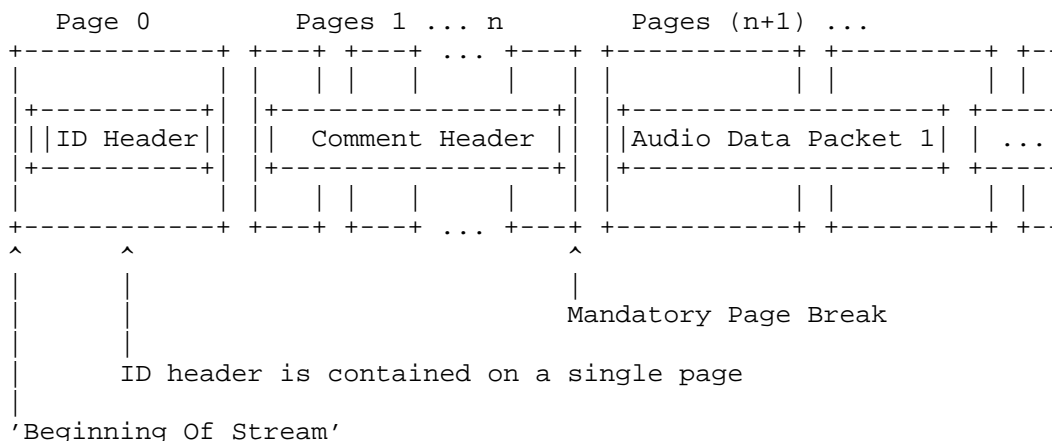 Page 0 Pages 1 ... n Pages (n+1) ...
...
ID Header Comment Header Audio Data Packet 1 ...
...
Mandatory Page Break
ID header is contained on a single page
'Beginning Of Stream'